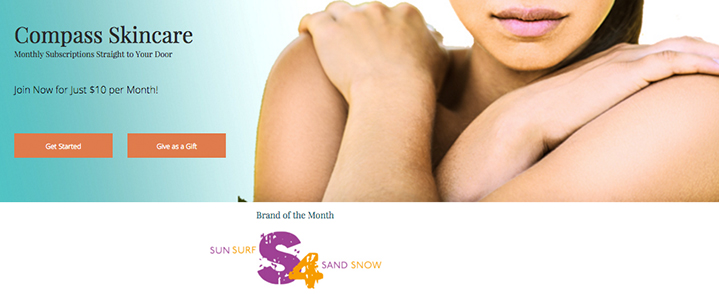 Compass Skincare
Monthly Subscriptions Straight to Your Door
Join Now for Just $10 per Month!
Get Started
Give as a Gift
Brand of the Month
SUN SURF S4 SAND SNOW